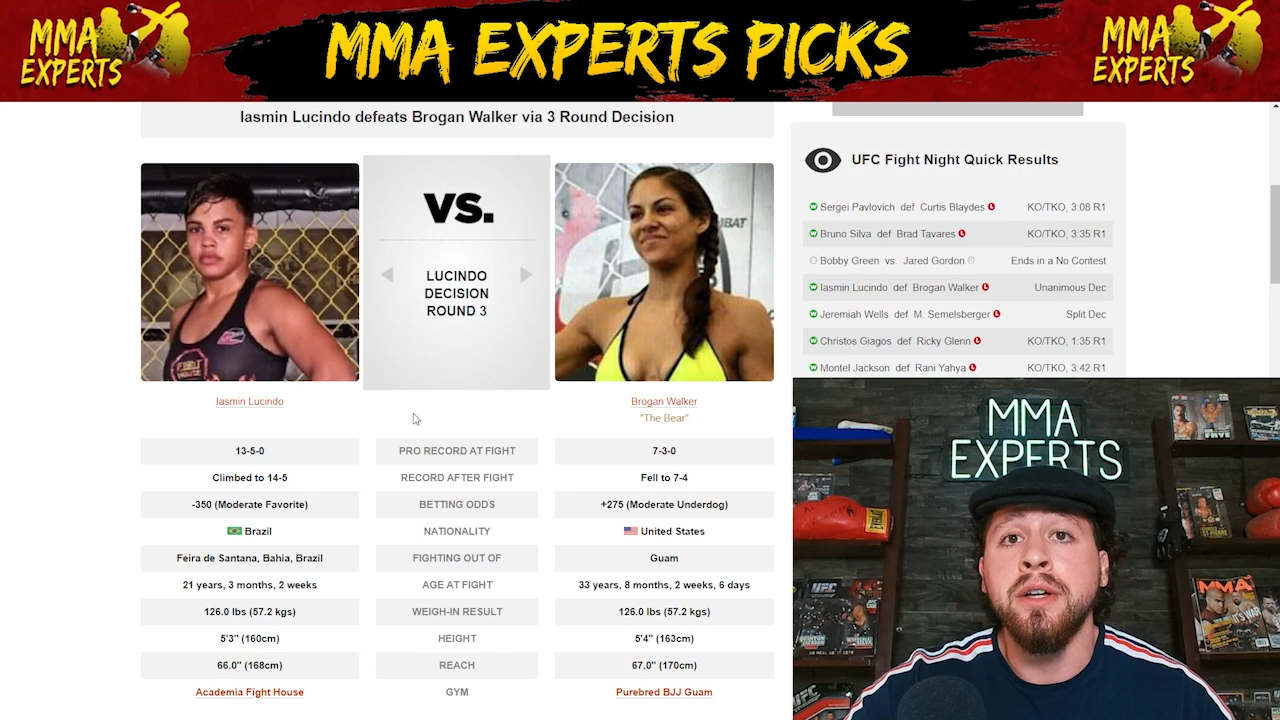 MMA
EXPERTS
MMA EXPERTS PICKS
MMA
EXPERTS
Iasmin Lucindo defeats Brogan Walker via 3 Round Decision
VS.
LUCINDO
DECISION
ROUND 3
Iasmin Lucindo
Brogan Walker
"The Bear"
13-5-0 PRO RECORD AT FIGHT 7-3-0
Climbed to 14-5 RECORD AFTER FIGHT Fell to 7-4
-350 (Moderate Favorite) BETTING ODDS +275 (Moderate Underdog)
Brazil NATIONALITY United States
Feira de Santana, Bahia, Brazil FIGHTING OUT OF Guam
21 years, 3 months, 2 weeks AGE AT FIGHT 33 years, 8 months, 2 weeks, 6 days
126.0 lbs (57.2 kgs) WEIGH-IN RESULT 126.0 lbs (57.2 kgs)
5'3" (160cm) HEIGHT 5'4" (163cm)
66.0" (168cm) REACH 67.0" (170cm)
Academia Fight House GYM Purebred BJJ Guam
UFC Fight Night Quick Results
W Sergei Pavlovich def Curtis Blaydes L KO/TKO, 3:08 R1
W Bruno Silva def Brad Tavares L KO/TKO, 3:35 R1
Bobby Green vs. Jared Gordon Ends in a No Contest
W Iasmin Lucindo def Brogan Walker L Unanimous Dec
W Jeremiah Wells def M. Semelsberger L Split Dec
W Christos Giagos def Ricky Glenn L KO/TKO, 1:35 R1
W Montel Jackson def Rani Yahya L KO/TKO, 3:42 R1
MMA
EXPERTS
FRYE
UFC
MMA
UFC